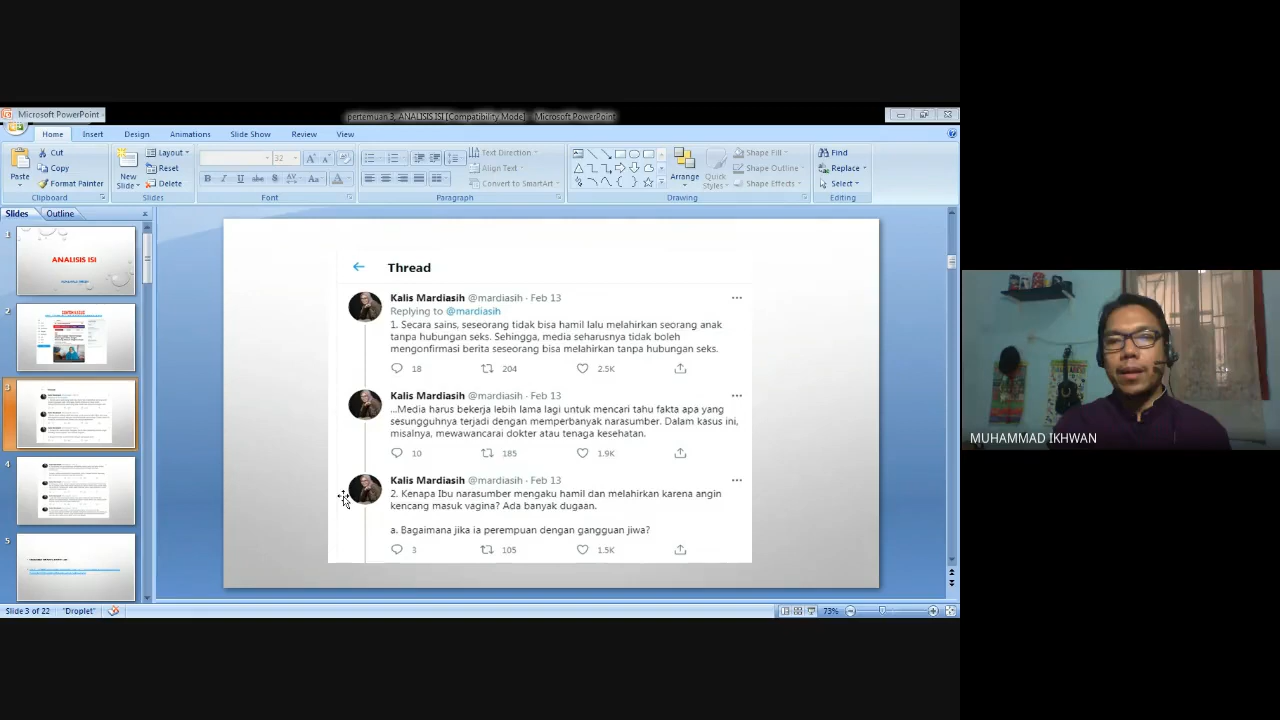 Microsoft PowerPoint
pertemuan 3, ANALISIS ISI [Compatibility Mode] - Microsoft PowerPoint
Home Insert Design Animations Slide Show Review View
Paste
Cut
Copy
Format Painter
Clipboard
New Slide
Layout
Reset
Delete
Slides
32
Font
Text Direction
Align Text
Convert to SmartArt
Paragraph
Arrange
Quick Styles
Shape Fill
Shape Outline
Shape Effects
Drawing
Find
Replace
Select
Editing
Slides Outline
1
ANALISIS ISI
2
3
4
5
Thread
Kalis Mardiasih @mardiasih · Feb 13
Replying to @mardiasih
1. Secara sains, seseorang tidak bisa hamil lalu melahirkan seorang anak
tanpa hubungan seks. Sehingga, media seharusnya tidak boleh
mengonfirmasi berita seseorang bisa melahirkan tanpa hubungan seks.
18 204 2.5K
Kalis Mardiasih @mardiasih · Feb 13
...Media harus bekerja lebih lama lagi untuk mencari tahu fakta apa yang
sesungguhnya terjadi dengan memperbanyak narasumber. Dalam kasus ini,
misalnya, mewawancarai dokter atau tenaga kesehatan.
10 185 1.9K
Kalis Mardiasih @mardiasih · Feb 13
2. Kenapa Ibu narasumber mengaku hamil dan melahirkan karena angin
kencang masuk vagina? Ada banyak dugaan.
a. Bagaimana jika ia perempuan dengan gangguan jiwa?
3 105 1.5K
Slide 3 of 22 "Droplet"
73%
MUHAMMAD IKHWAN